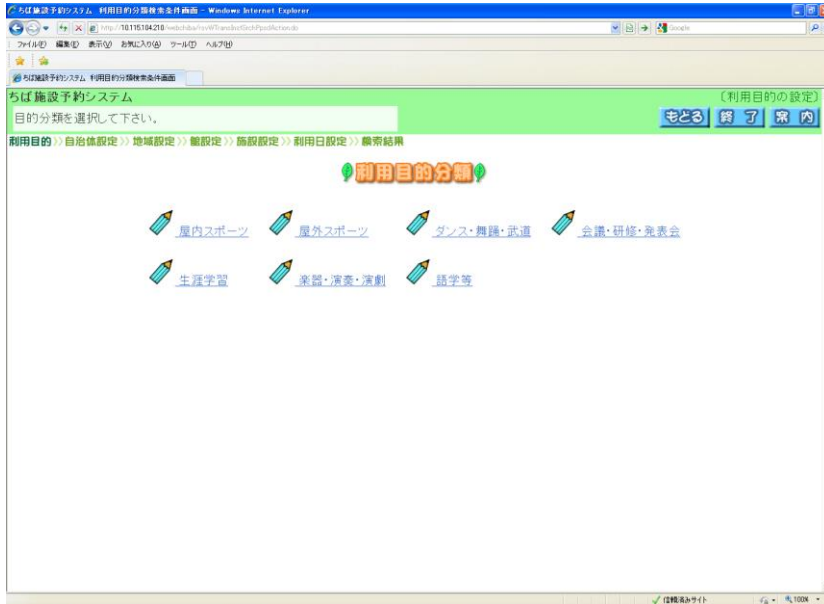 ちば施設予約システム 利用目的分類検索条件画面 - Windows Internet Explorer
Google
ファイル(F) 編集(E) 表示(V) お気に入り(A) ツール(T) ヘルプ(H)
ちば施設予約システム 利用目的分類検索条件画面
ちば施設予約システム
〔利用目的の設定〕
目的分類を選択して下さい。
もどる 終了 案内
利用目的>>自治体設定>>地域設定>>館設定>>施設設定>>利用日設定>>検索結果
利用目的分類
屋内スポーツ 屋外スポーツ ダンス・舞踊・武道 会議・研修・発表会
生涯学習 楽器・演奏・演劇 語学等
信頼済みサイト
100%